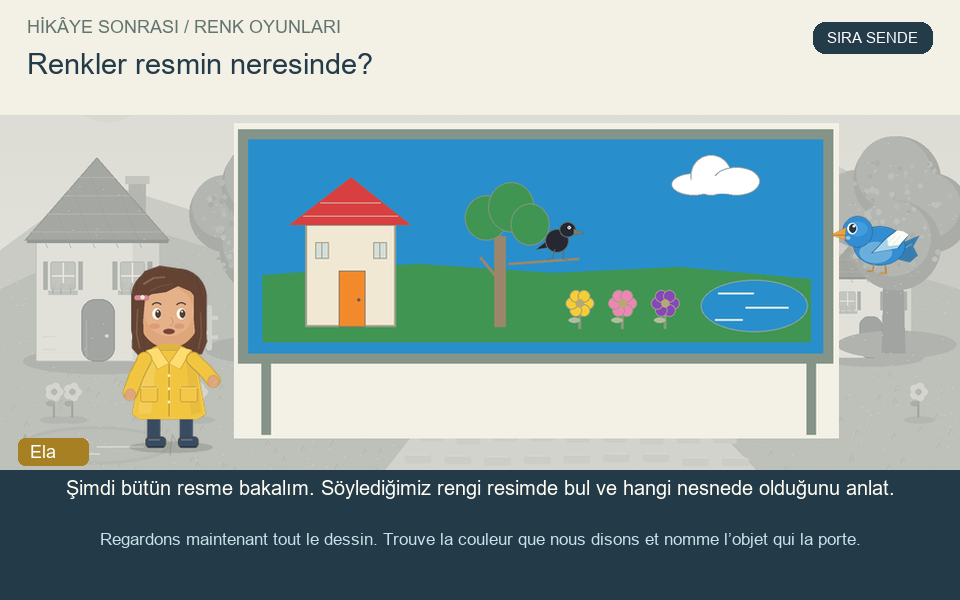 HİKÂYE SONRASI / RENK OYUNLARI
SIRA SENDE
Renkler resmin neresinde?
Ela
Şimdi bütün resme bakalım. Söylediğimiz rengi resimde bul ve hangi nesnede olduğunu anlat.
Regardons maintenant tout le dessin. Trouve la couleur que nous disons et nomme l’objet qui la porte.